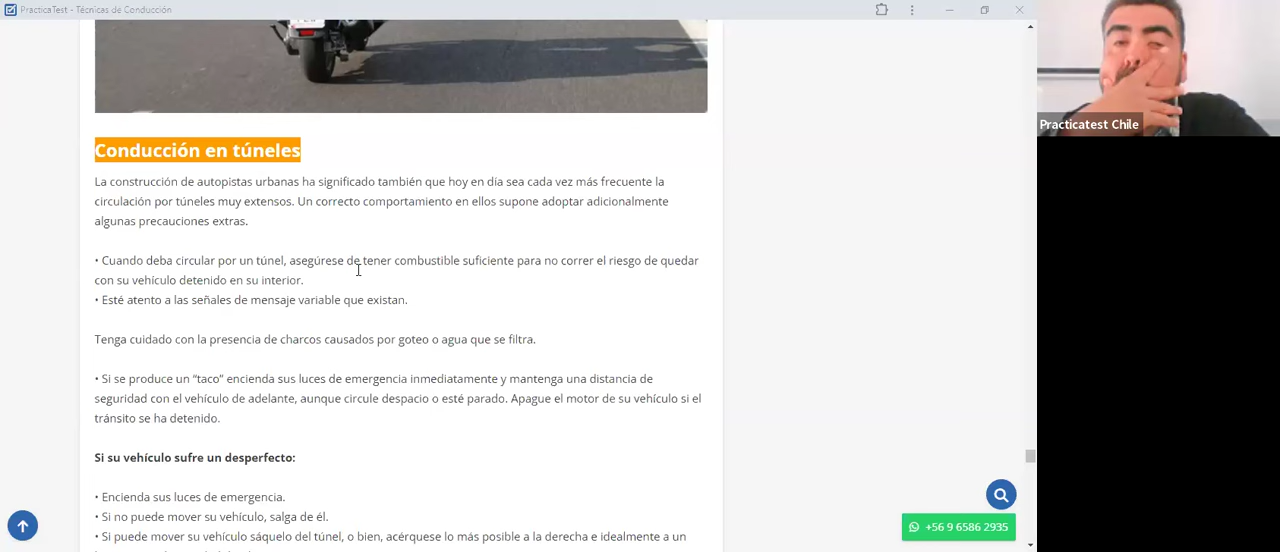 PracticaTest - Técnicas de Conducción
Practicatest Chile
Conducción en túneles
La construcción de autopistas urbanas ha significado también que hoy en día sea cada vez más frecuente la
circulación por túneles muy extensos. Un correcto comportamiento en ellos supone adoptar adicionalmente
algunas precauciones extras.
• Cuando deba circular por un túnel, asegúrese de tener combustible suficiente para no correr el riesgo de quedar
con su vehículo detenido en su interior.
• Esté atento a las señales de mensaje variable que existan.
Tenga cuidado con la presencia de charcos causados por goteo o agua que se filtra.
• Si se produce un “taco” encienda sus luces de emergencia inmediatamente y mantenga una distancia de
seguridad con el vehículo de adelante, aunque circule despacio o esté parado. Apague el motor de su vehículo si el
tránsito se ha detenido.
Si su vehículo sufre un desperfecto:
• Encienda sus luces de emergencia.
• Si no puede mover su vehículo, salga de él.
• Si puede mover su vehículo sáquelo del túnel, o bien, acérquese lo más posible a la derecha e idealmente a un
+56 9 6586 2935